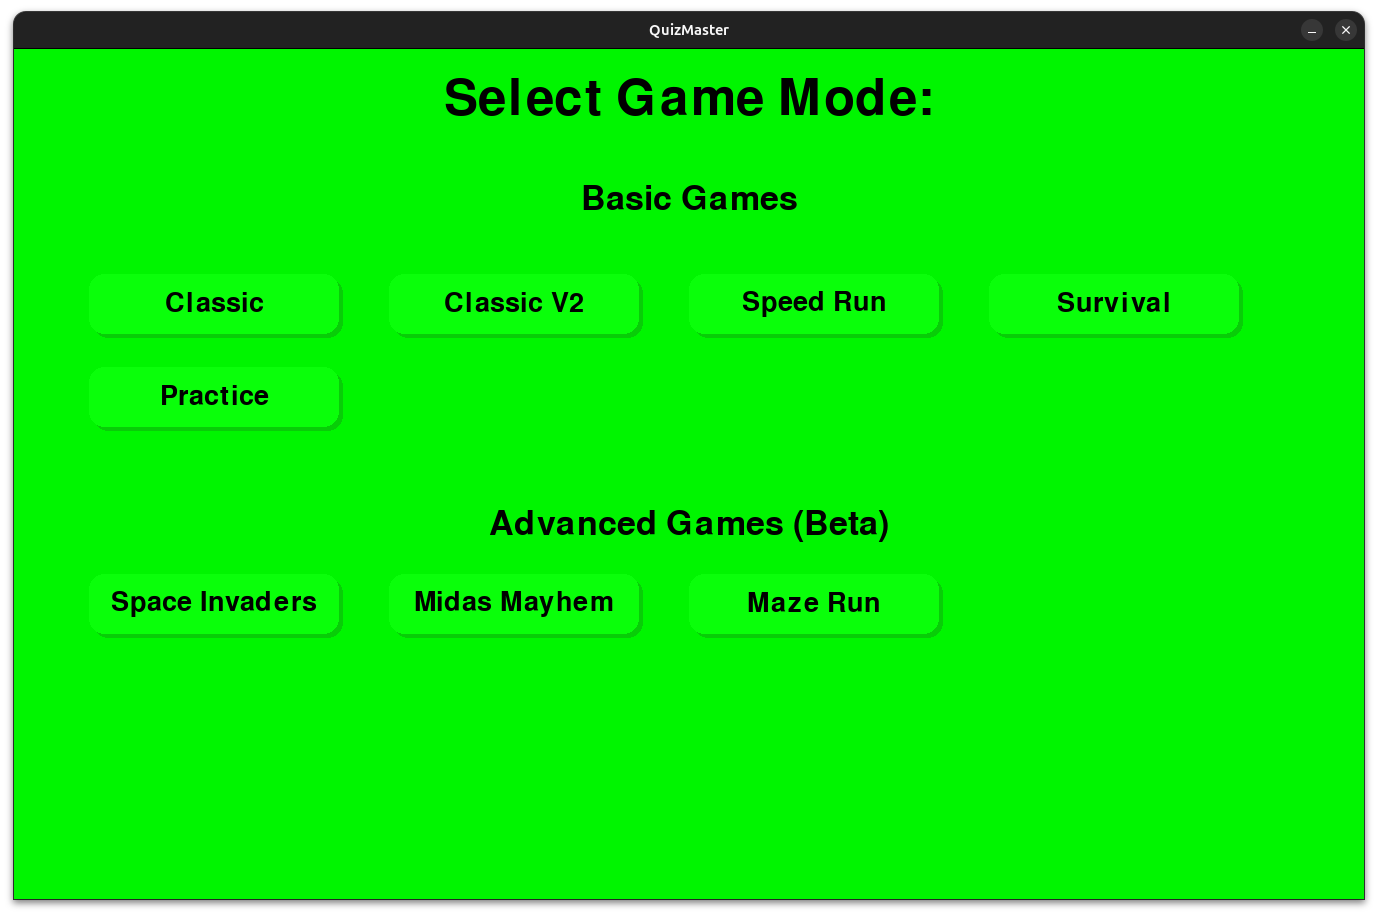 QuizMaster
Select Game Mode:
Basic Games
Classic
Classic V2
Speed Run
Survival
Practice
Advanced Games (Beta)
Space Invaders
Midas Mayhem
Maze Run